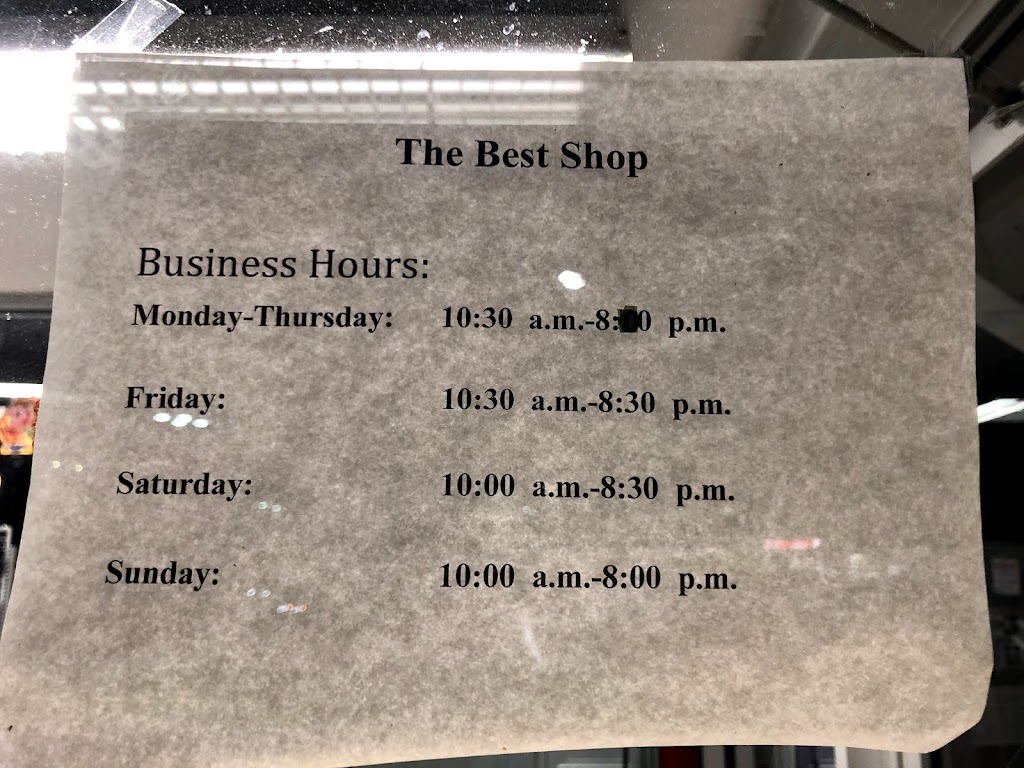 The Best Shop
Business Hours:
Monday-Thursday: 10:30 a.m.- p.m.
Friday: 10:30 a.m.-8:30 p.m.
Saturday: 10:00 a.m.-8:30 p.m.
Sunday: 10:00 a.m.-8:00 p.m.